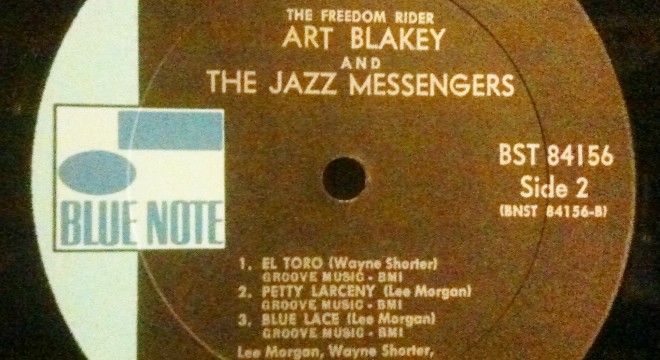 THE FREEDOM RIDER
ART BLAKEY
AND
THE JAZZ MESSENGERS
BLUE NOTE
BST 84156
Side 2
(BNST 84156-B)
1. EL TORO (Wayne Shorter)
GROOVE MUSIC - BMI
2. PETTY LARCENY (Lee Morgan)
GROOVE MUSIC - BMI
3. BLUE LACE (Lee Morgan)
GROOVE MUSIC - BMI
Lee Morgan, Wayne Shorter,